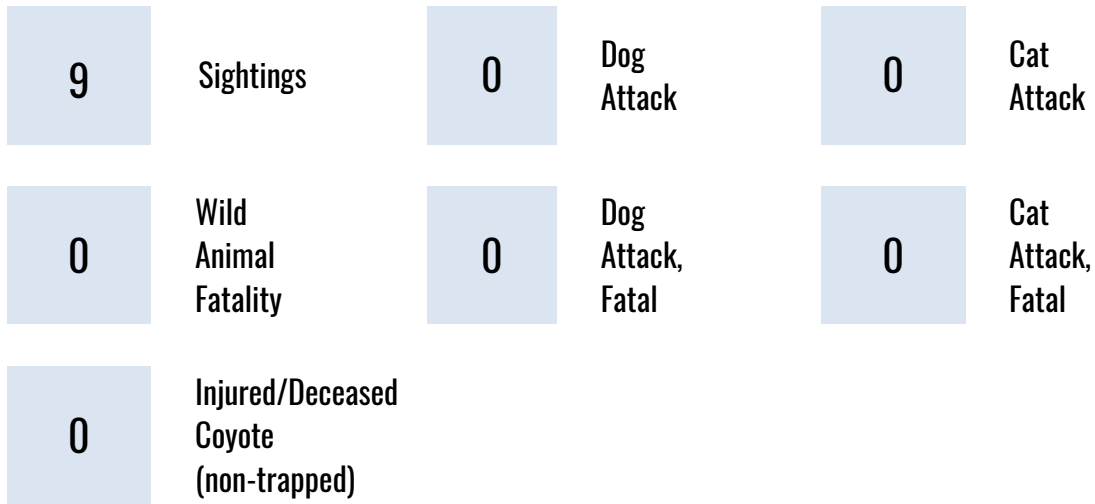 9
Sightings
0
Dog
Attack
0
Cat
Attack
0
Wild
Animal
Fatality
0
Dog
Attack,
Fatal
0
Cat
Attack,
Fatal
0
Injured/Deceased
Coyote
(non-trapped)